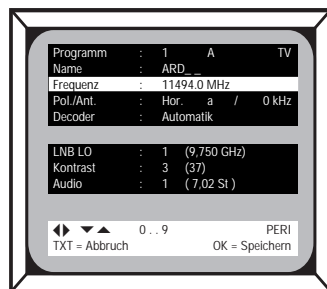 Programm : 1 A TV
Name : ARD_ _
Frequenz : 11494.0 MHz
Pol./Ant. : Hor. a / 0 kHz
Decoder : Automatik
LNB LO : 1 (9,750 GHz)
Kontrast : 3 (37)
Audio : 1 ( 7,02 St )
◀▶ ▼▲ 0 . . 9 PERI
TXT = Abbruch OK = Speichern